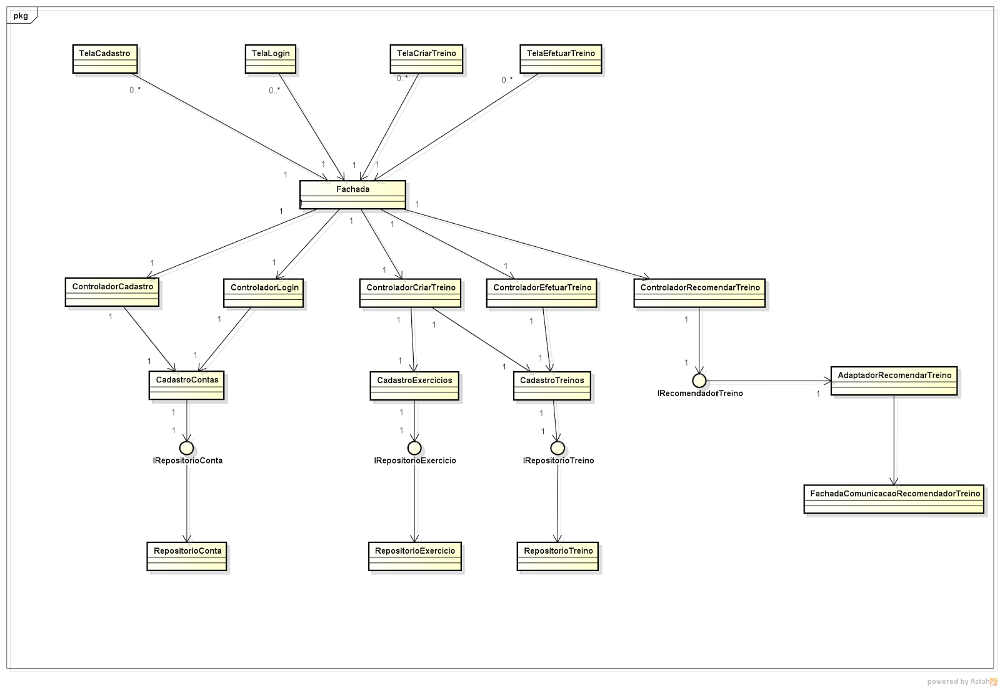 pkg
TelaCadastro
TelaLogin
TelaCriarTreino
TelaEfetuarTreino
0..*
0..*
0..*
0..*
1
1
1
1
Fachada
1
1
1
1
1
1
1
1
1
ControladorCadastro
ControladorLogin
ControladorCriarTreino
ControladorEfetuarTreino
ControladorRecomendarTreino
1
1
1
1
1
1
1
1
1
1
1
1
CadastroContas
CadastroExercicios
CadastroTreinos
IRecomendadorTreino
1
AdaptadorRecomendarTreino
1
1
1
1
1
1
IRepositorioConta
IRepositorioExercicio
IRepositorioTreino
FachadaComunicacaoRecomendadorTreino
RepositorioConta
RepositorioExercicio
RepositorioTreino
powered by Astah